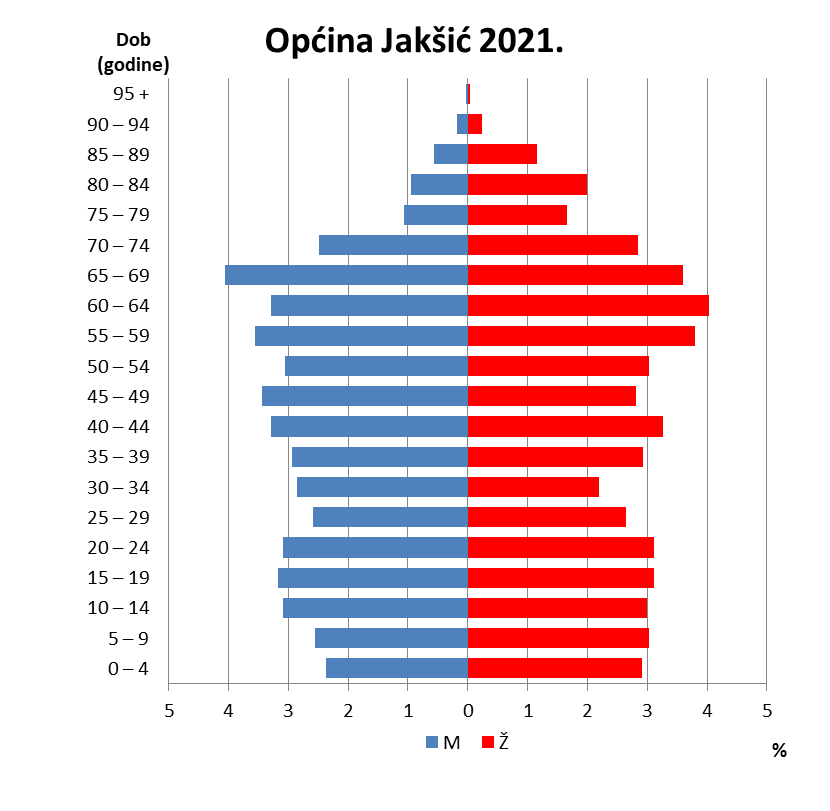 Općina Jakšić 2021.
Dob
(godine)
95 +
90 – 94
85 – 89
80 – 84
75 – 79
70 – 74
65 – 69
60 – 64
55 – 59
50 – 54
45 – 49
40 – 44
35 – 39
30 – 34
25 – 29
20 – 24
15 – 19
10 – 14
5 – 9
0 – 4
5 4 3 2 1 0 1 2 3 4 5
M Ž
%